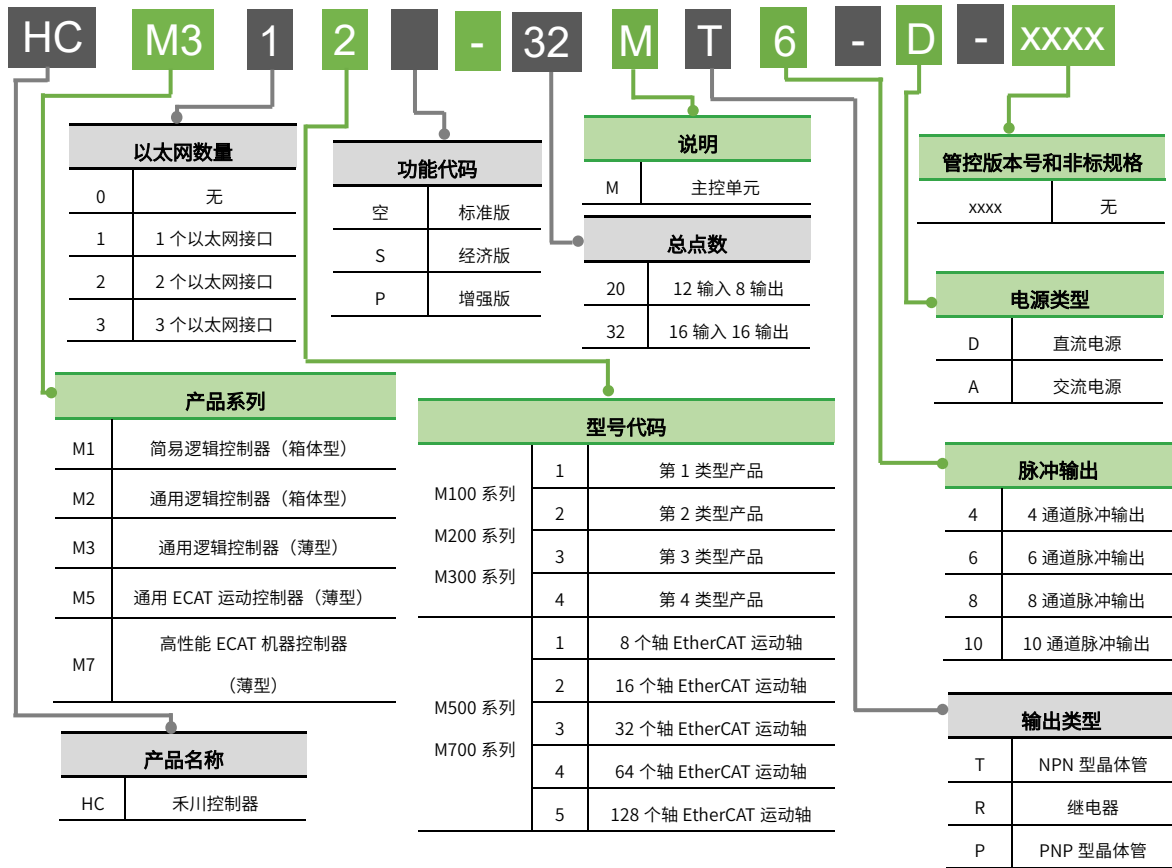 HC M3 1 2 - 32 M T 6 - D - xxxx
以太网数量
0 无
1 1 个以太网接口
2 2 个以太网接口
3 3 个以太网接口
功能代码
空 标准版
S 经济版
P 增强版
说明
M 主控单元
总点数
20 12 输入 8 输出
32 16 输入 16 输出
管控版本号和非标规格
xxxx 无
电源类型
D 直流电源
A 交流电源
产品系列
M1 简易逻辑控制器（箱体型）
M2 通用逻辑控制器（箱体型）
M3 通用逻辑控制器（薄型）
M5 通用 ECAT 运动控制器（薄型）
M7 高性能 ECAT 机器控制器
（薄型）
型号代码
M100 系列
M200 系列
M300 系列
1 第 1 类型产品
2 第 2 类型产品
3 第 3 类型产品
4 第 4 类型产品
M500 系列
M700 系列
1 8 个轴 EtherCAT 运动轴
2 16 个轴 EtherCAT 运动轴
3 32 个轴 EtherCAT 运动轴
4 64 个轴 EtherCAT 运动轴
5 128 个轴 EtherCAT 运动轴
脉冲输出
4 4 通道脉冲输出
6 6 通道脉冲输出
8 8 通道脉冲输出
10 10 通道脉冲输出
产品名称
HC 禾川控制器
输出类型
T NPN 型晶体管
R 继电器
P PNP 型晶体管